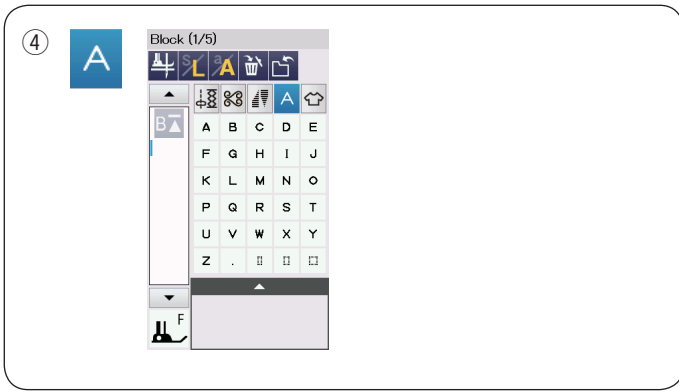 ④ A
Block (1/5)
S L a A
A
B
A B C D E
F G H I J
K L M N O
P Q R S T
U V W X Y
Z .
F